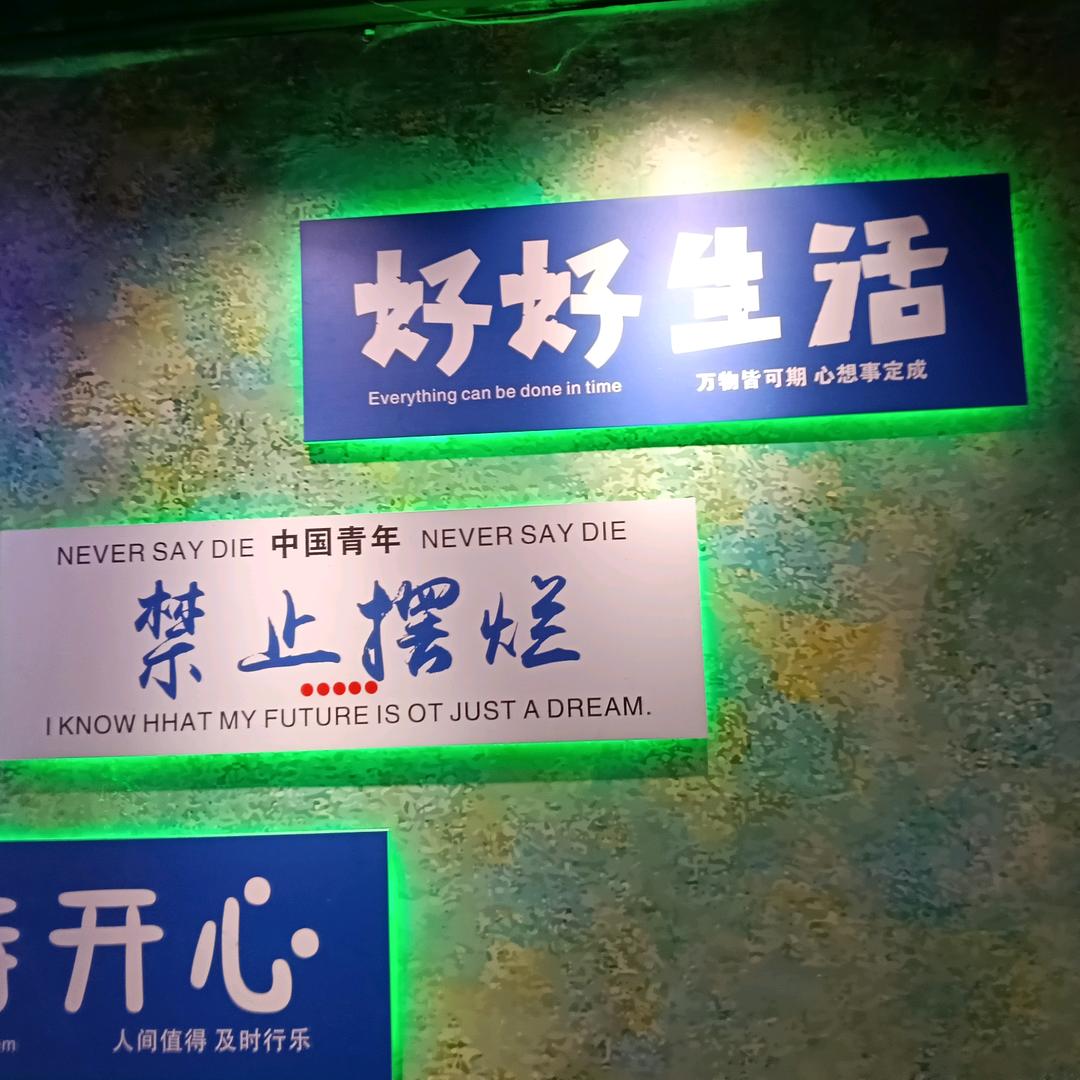 好好生活
Everything can be done in time 万物皆可期 心想事定成
NEVER SAY DIE 中国青年 NEVER SAY DIE
禁止摆烂
I KNOW HHAT MY FUTURE IS OT JUST A DREAM.
开心
人间值得 及时行乐